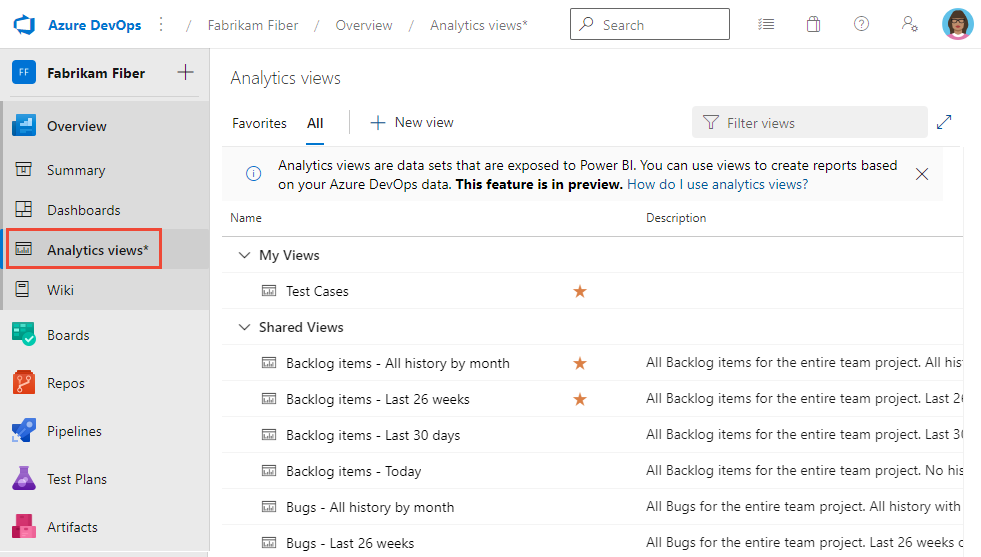 Azure DevOps / Fabrikam Fiber / Overview / Analytics views* Search
FF Fabrikam Fiber
Overview
Summary
Dashboards
Analytics views*
Wiki
Boards
Repos
Pipelines
Test Plans
Artifacts
Analytics views
Favorites All New view Filter views
Analytics views are data sets that are exposed to Power BI. You can use views to create reports based
on your Azure DevOps data. This feature is in preview. How do I use analytics views?
Name Description
My Views
Test Cases
Shared Views
Backlog items - All history by month All Backlog items for the entire team project. All his
Backlog items - Last 26 weeks All Backlog items for the entire team project. Last 26
Backlog items - Last 30 days All Backlog items for the entire team project. Last 30
Backlog items - Today All Backlog items for the entire team project. No his
Bugs - All history by month All Bugs for the entire team project. All history with
Bugs - Last 26 weeks All Bugs for the entire team project. Last 26 weeks o